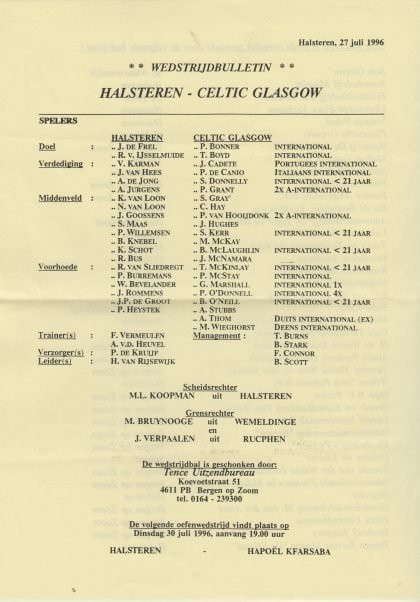 Halsteren, 27 juli 1996
* * WEDSTRIJDBULLETIN * *
HALSTEREN - CELTIC GLASGOW
SPELERS
HALSTEREN CELTIC GLASGOW
Doel : .. J. DE FREL .. P. BONNER INTERNATIONAL
.. R. V. IJSSELMUIDE .. T. BOYD INTERNATIONAL
Verdediging : .. V. KARMAN .. J. CADETE PORTUGEES INTERNATIONAL
.. J. VAN HEES .. P. DE CANIO ITALIAANS INTERNATIONAL
.. A. DE JONG .. S. DONNELLY INTERNATIONAL < 21 JAAR
.. A. JURGENS .. P. GRANT 2X A-INTERNATIONAL
Middenveld : .. K. VAN LOON .. S. GRAY
.. N. VAN LOON .. C. HAY
.. J. GOOSSENS .. P. VAN HOOIJDONK 2X A-INTERNATIONAL
.. S. MAAS .. J. HUGHES
.. P. WILLEMSEN .. S. KERR INTERNATIONAL < 21 JAAR
.. B. KNEBEL .. M. MCKAY
.. K. SCHOT .. B. MCLAUGHLIN INTERNATIONAL < 21 JAAR
.. R. BUS .. J. MCNAMARA
Voorhoede : .. R. VAN SLIEDREGT .. T. MCKINLAY INTERNATIONAL < 21 JAAR
.. P. BURREMANS .. P. MCSTAY INTERNATIONAL
.. W. BEVELANDER .. G. MARSHALL INTERNATIONAL 1X
.. J. ROMMENS .. P. O'DONNELL INTERNATIONAL 4X
.. J.P. DE GROOT .. B. O'NEILL INTERNATIONAL < 21 JAAR
.. P. HEYSTEK .. A. STUBBS
.. A. THOM DUITS INTERNATIONAL (EX)
.. M. WIEGHORST DEENS INTERNATIONAL
Trainer(s) : F. VERMEULEN Management : T. BURNS
A. V.D. HEUVEL B. STARK
Verzorger(s) : P. DE KRUIJF F. CONNOR
Leider(s) : H. VAN RIJSEWIJK B. SCOTT
Scheidsrechter
M.L. KOOPMAN uit HALSTEREN
Grensrechter
M. BRUYNOOGE uit WEMELDINGE
en
J. VERPAALEN uit RUCPHEN
De wedstrijdbal is geschonken door:
Tence Uitzendbureau
Koevoetstraat 51
4611 PB Bergen op Zoom
tel. 0164 - 239300
De volgende oefenwedstrijd vindt plaats op
Dinsdag 30 juli 1996, aanvang 19.00 uur
HALSTEREN - HAPOËL KFARSABA